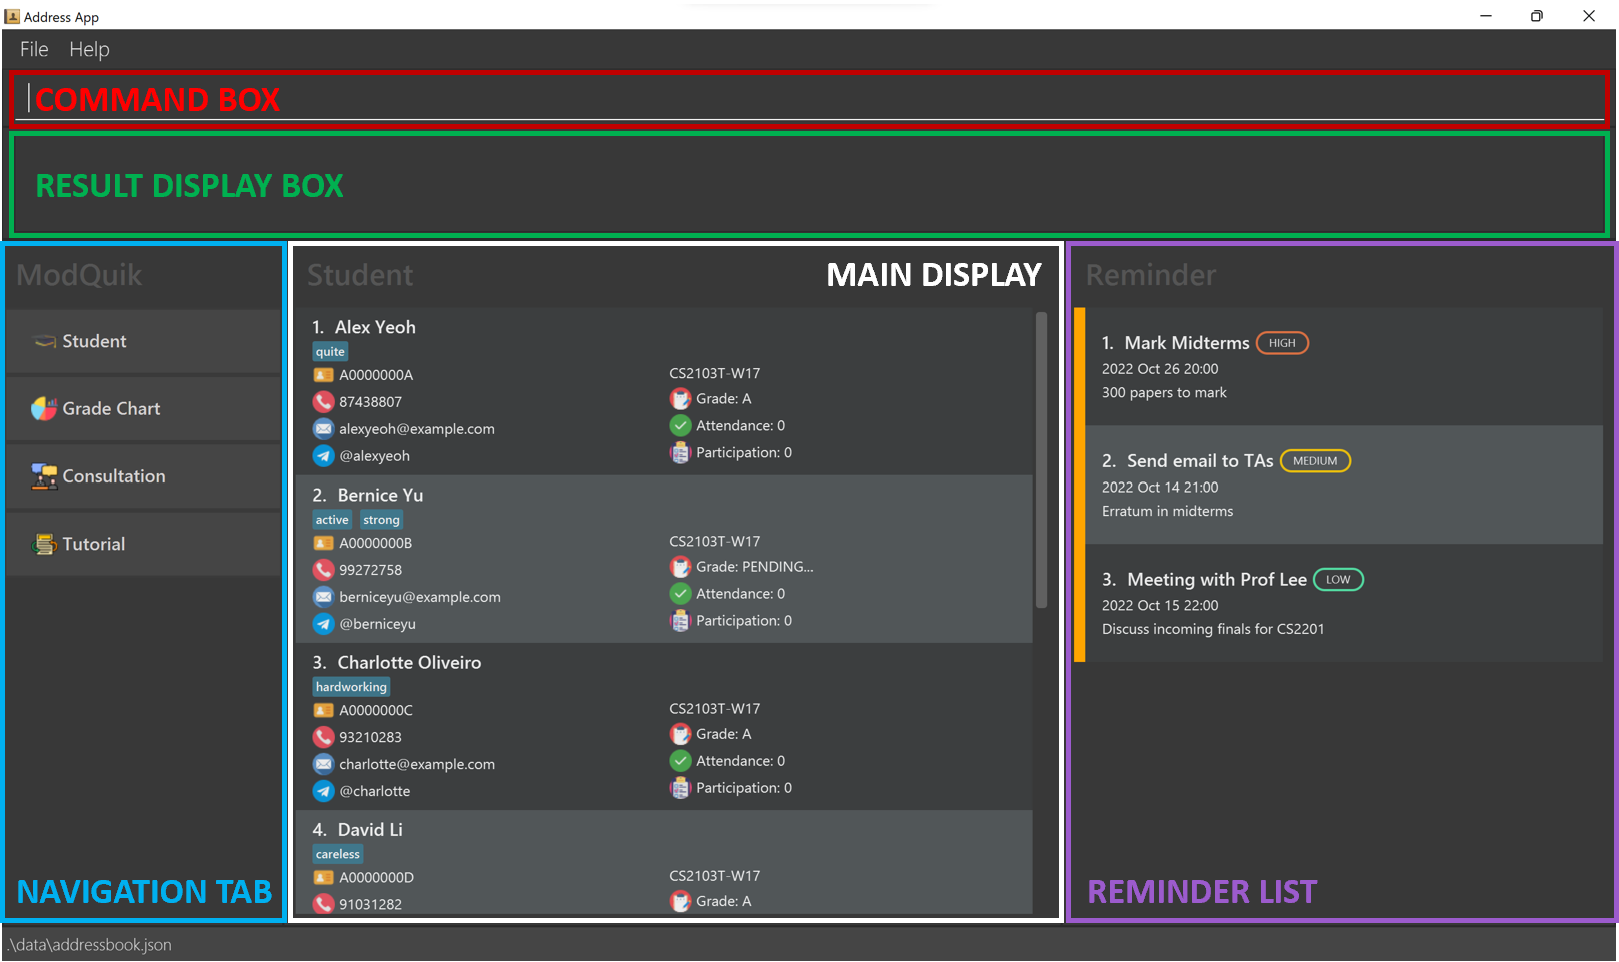 Address App
File Help
COMMAND BOX
RESULT DISPLAY BOX
ModQuik
Student
Grade Chart
Consultation
Tutorial
NAVIGATION TAB
Student
MAIN DISPLAY
1. Alex Yeoh
quite
A0000000A
87438807
alexyeoh@example.com
@alexyeoh
CS2103T-W17
Grade: A
Attendance: 0
Participation: 0
2. Bernice Yu
active strong
A0000000B
99272758
berniceyu@example.com
@berniceyu
CS2103T-W17
Grade: PENDING...
Attendance: 0
Participation: 0
3. Charlotte Oliveiro
hardworking
A0000000C
93210283
charlotte@example.com
@charlotte
CS2103T-W17
Grade: A
Attendance: 0
Participation: 0
4. David Li
careless
A0000000D
91031282
CS2103T-W17
Grade: A
Reminder
1. Mark Midterms HIGH
2022 Oct 26 20:00
300 papers to mark
2. Send email to TAs MEDIUM
2022 Oct 14 21:00
Erratum in midterms
3. Meeting with Prof Lee LOW
2022 Oct 15 22:00
Discuss incoming finals for CS2201
REMINDER LIST
.\data\addressbook.json